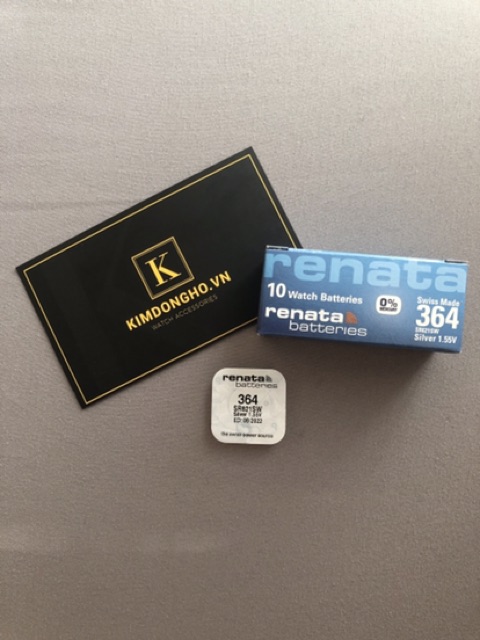 K
KIMDONGHO.VN
WATCH ACCESSORIES
renata
10 Watch Batteries
0%
MERCURY
renata
batteries
Swiss Made
364
SR621SW
Silver 1.55V
renata
batteries
364
SR621SW
Silver 1.55V